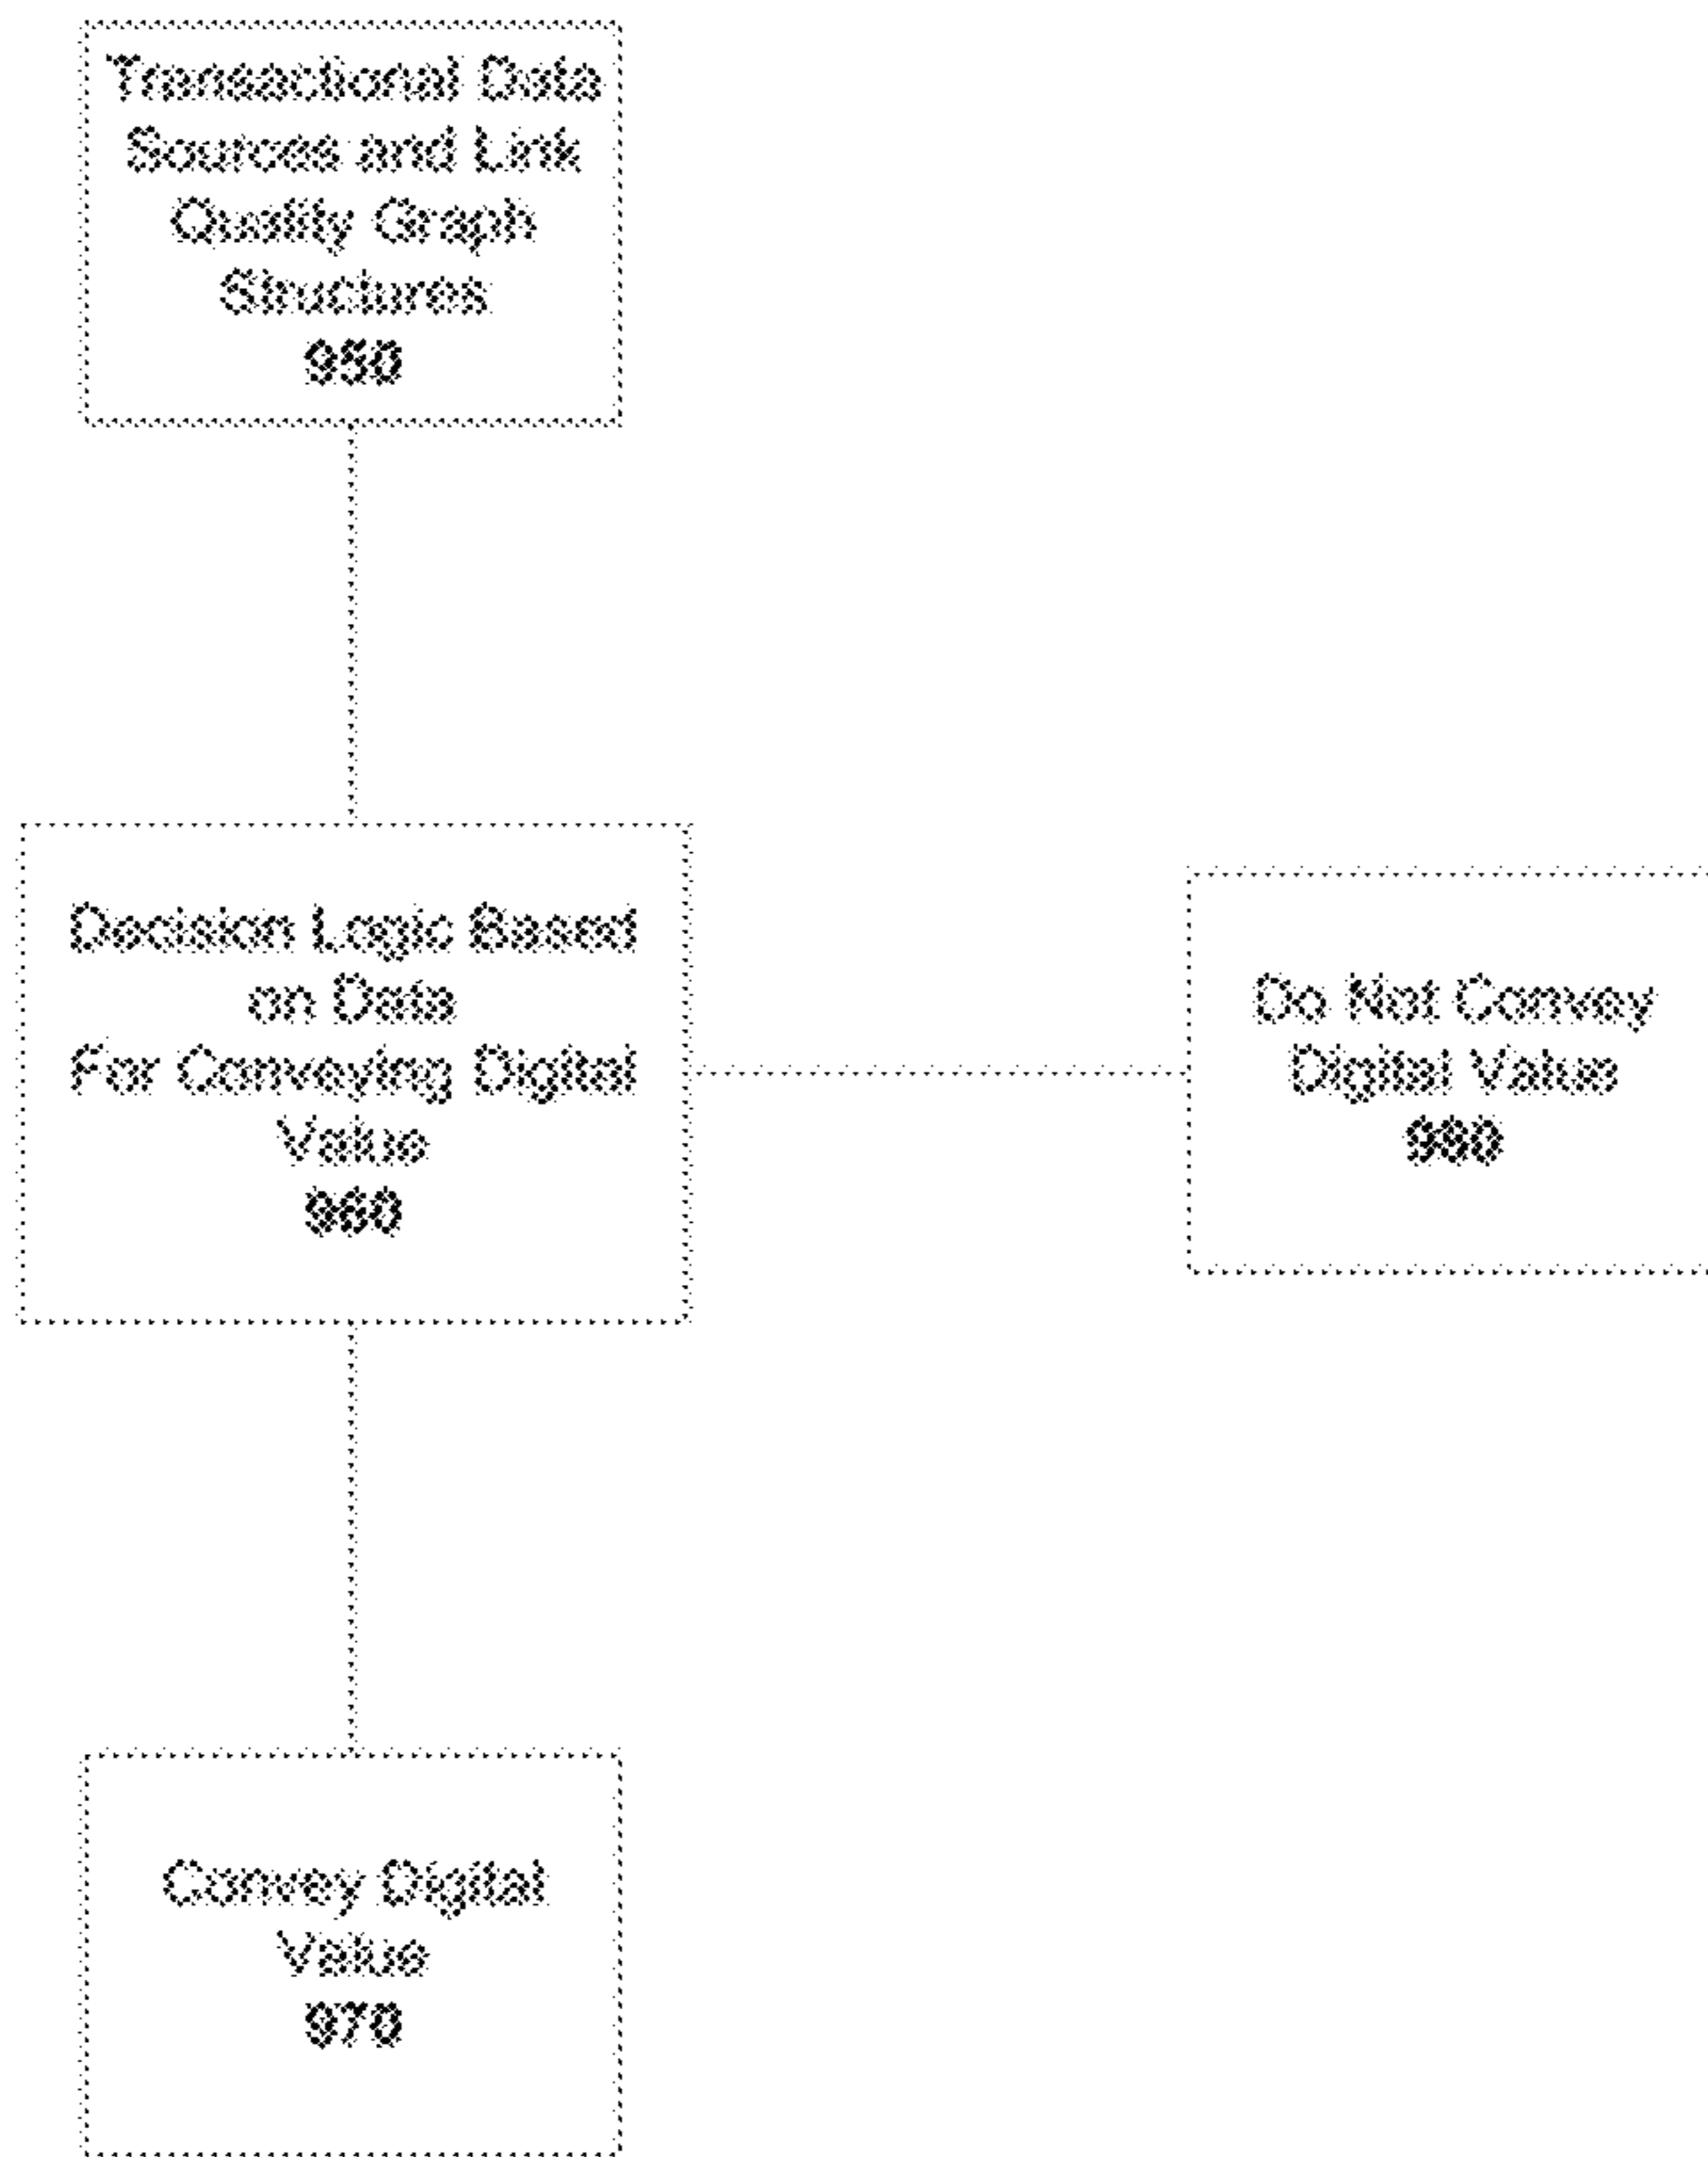 Transactional Data
Sources and Link
Quality Graph
Structures
950
Decision Logic Based
on Data
For Conveying Digital
Value
960
Do Not Convey
Digital Value
980
Convey Digital
Value
970